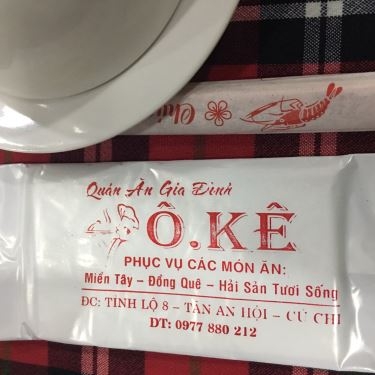 Quán Ăn Gia Đình
Ô.KÊ
PHỤC VỤ CÁC MÓN ĂN:
Miền Tây - Đồng Quê - Hải Sản Tươi Sống
ĐC: TỈNH LỘ 8 - TÂN AN HỘI - CỦ CHI
DT: 0977 880 212